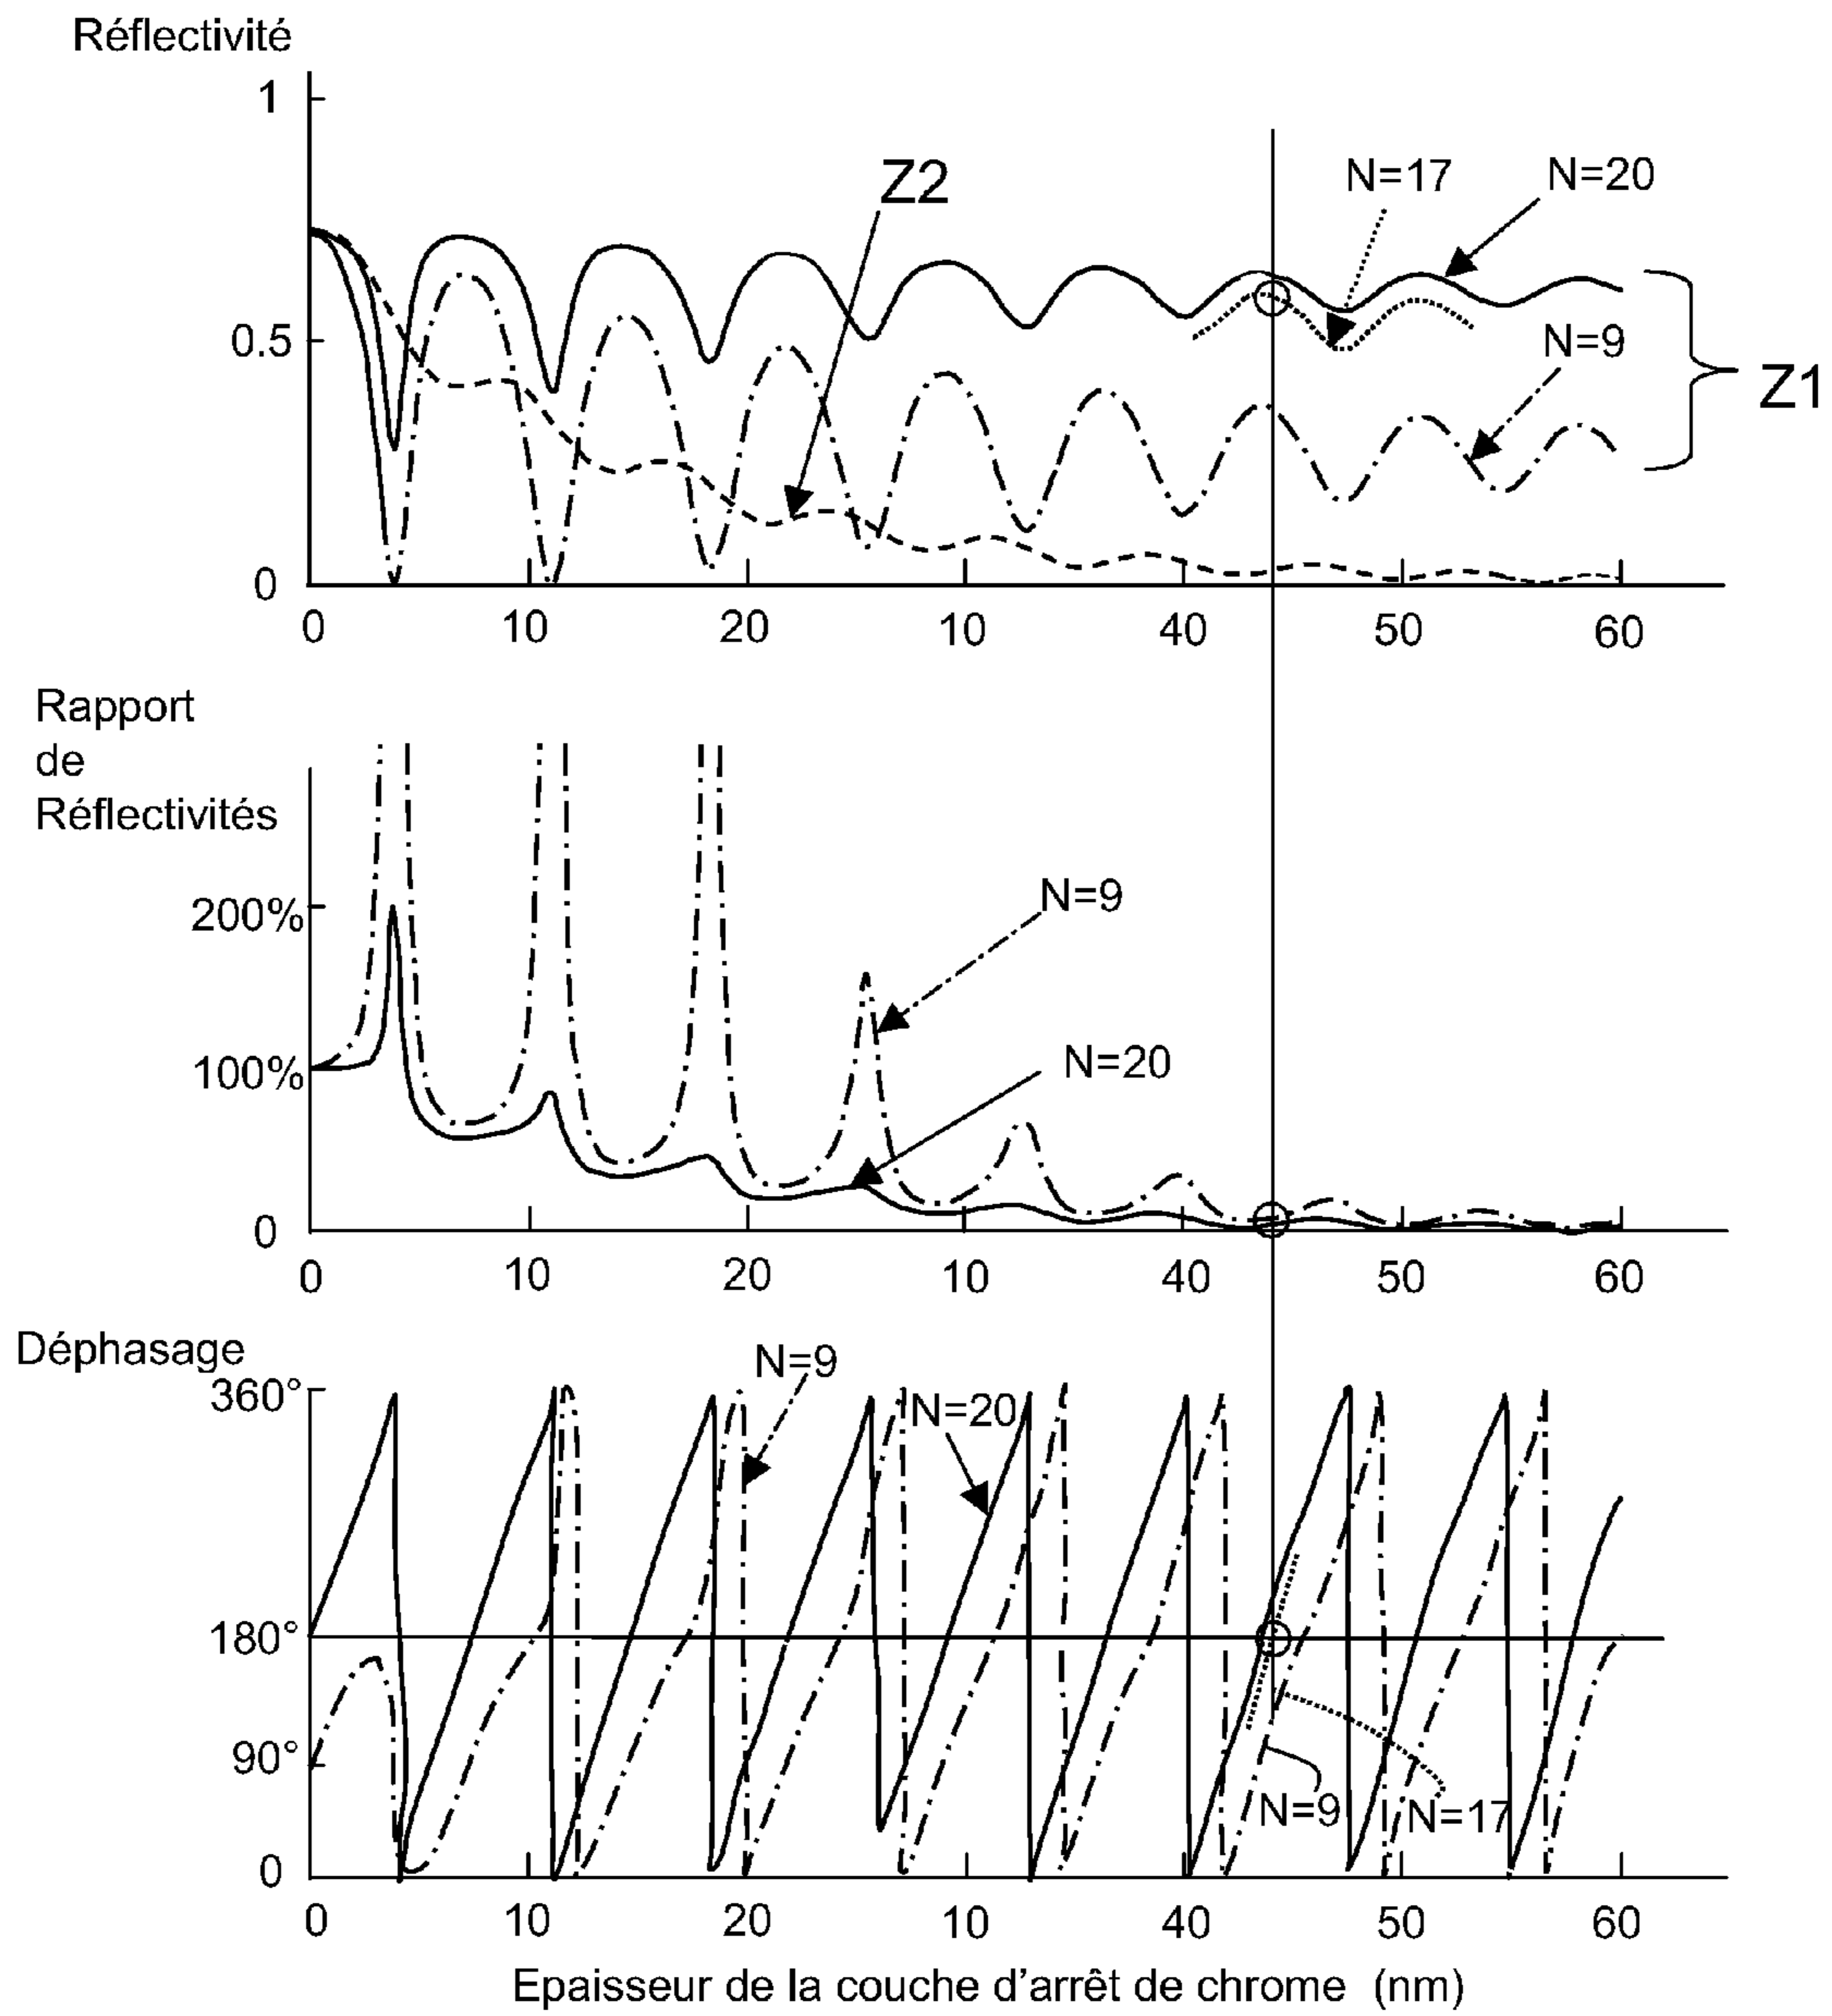 Réflectivité
1
Z2
N=17
N=20
0.5
N=9
Z1
0
0 10 20 10 40 50 60
Rapport
de
Réflectivités
N=9
200%
N=20
100%
0
0 10 20 10 40 50 60
Déphasage
N=9
360°
N=20
180°
90°
N=9 N=17
0
0 10 20 10 40 50 60
Epaisseur de la couche d'arrêt de chrome (nm)